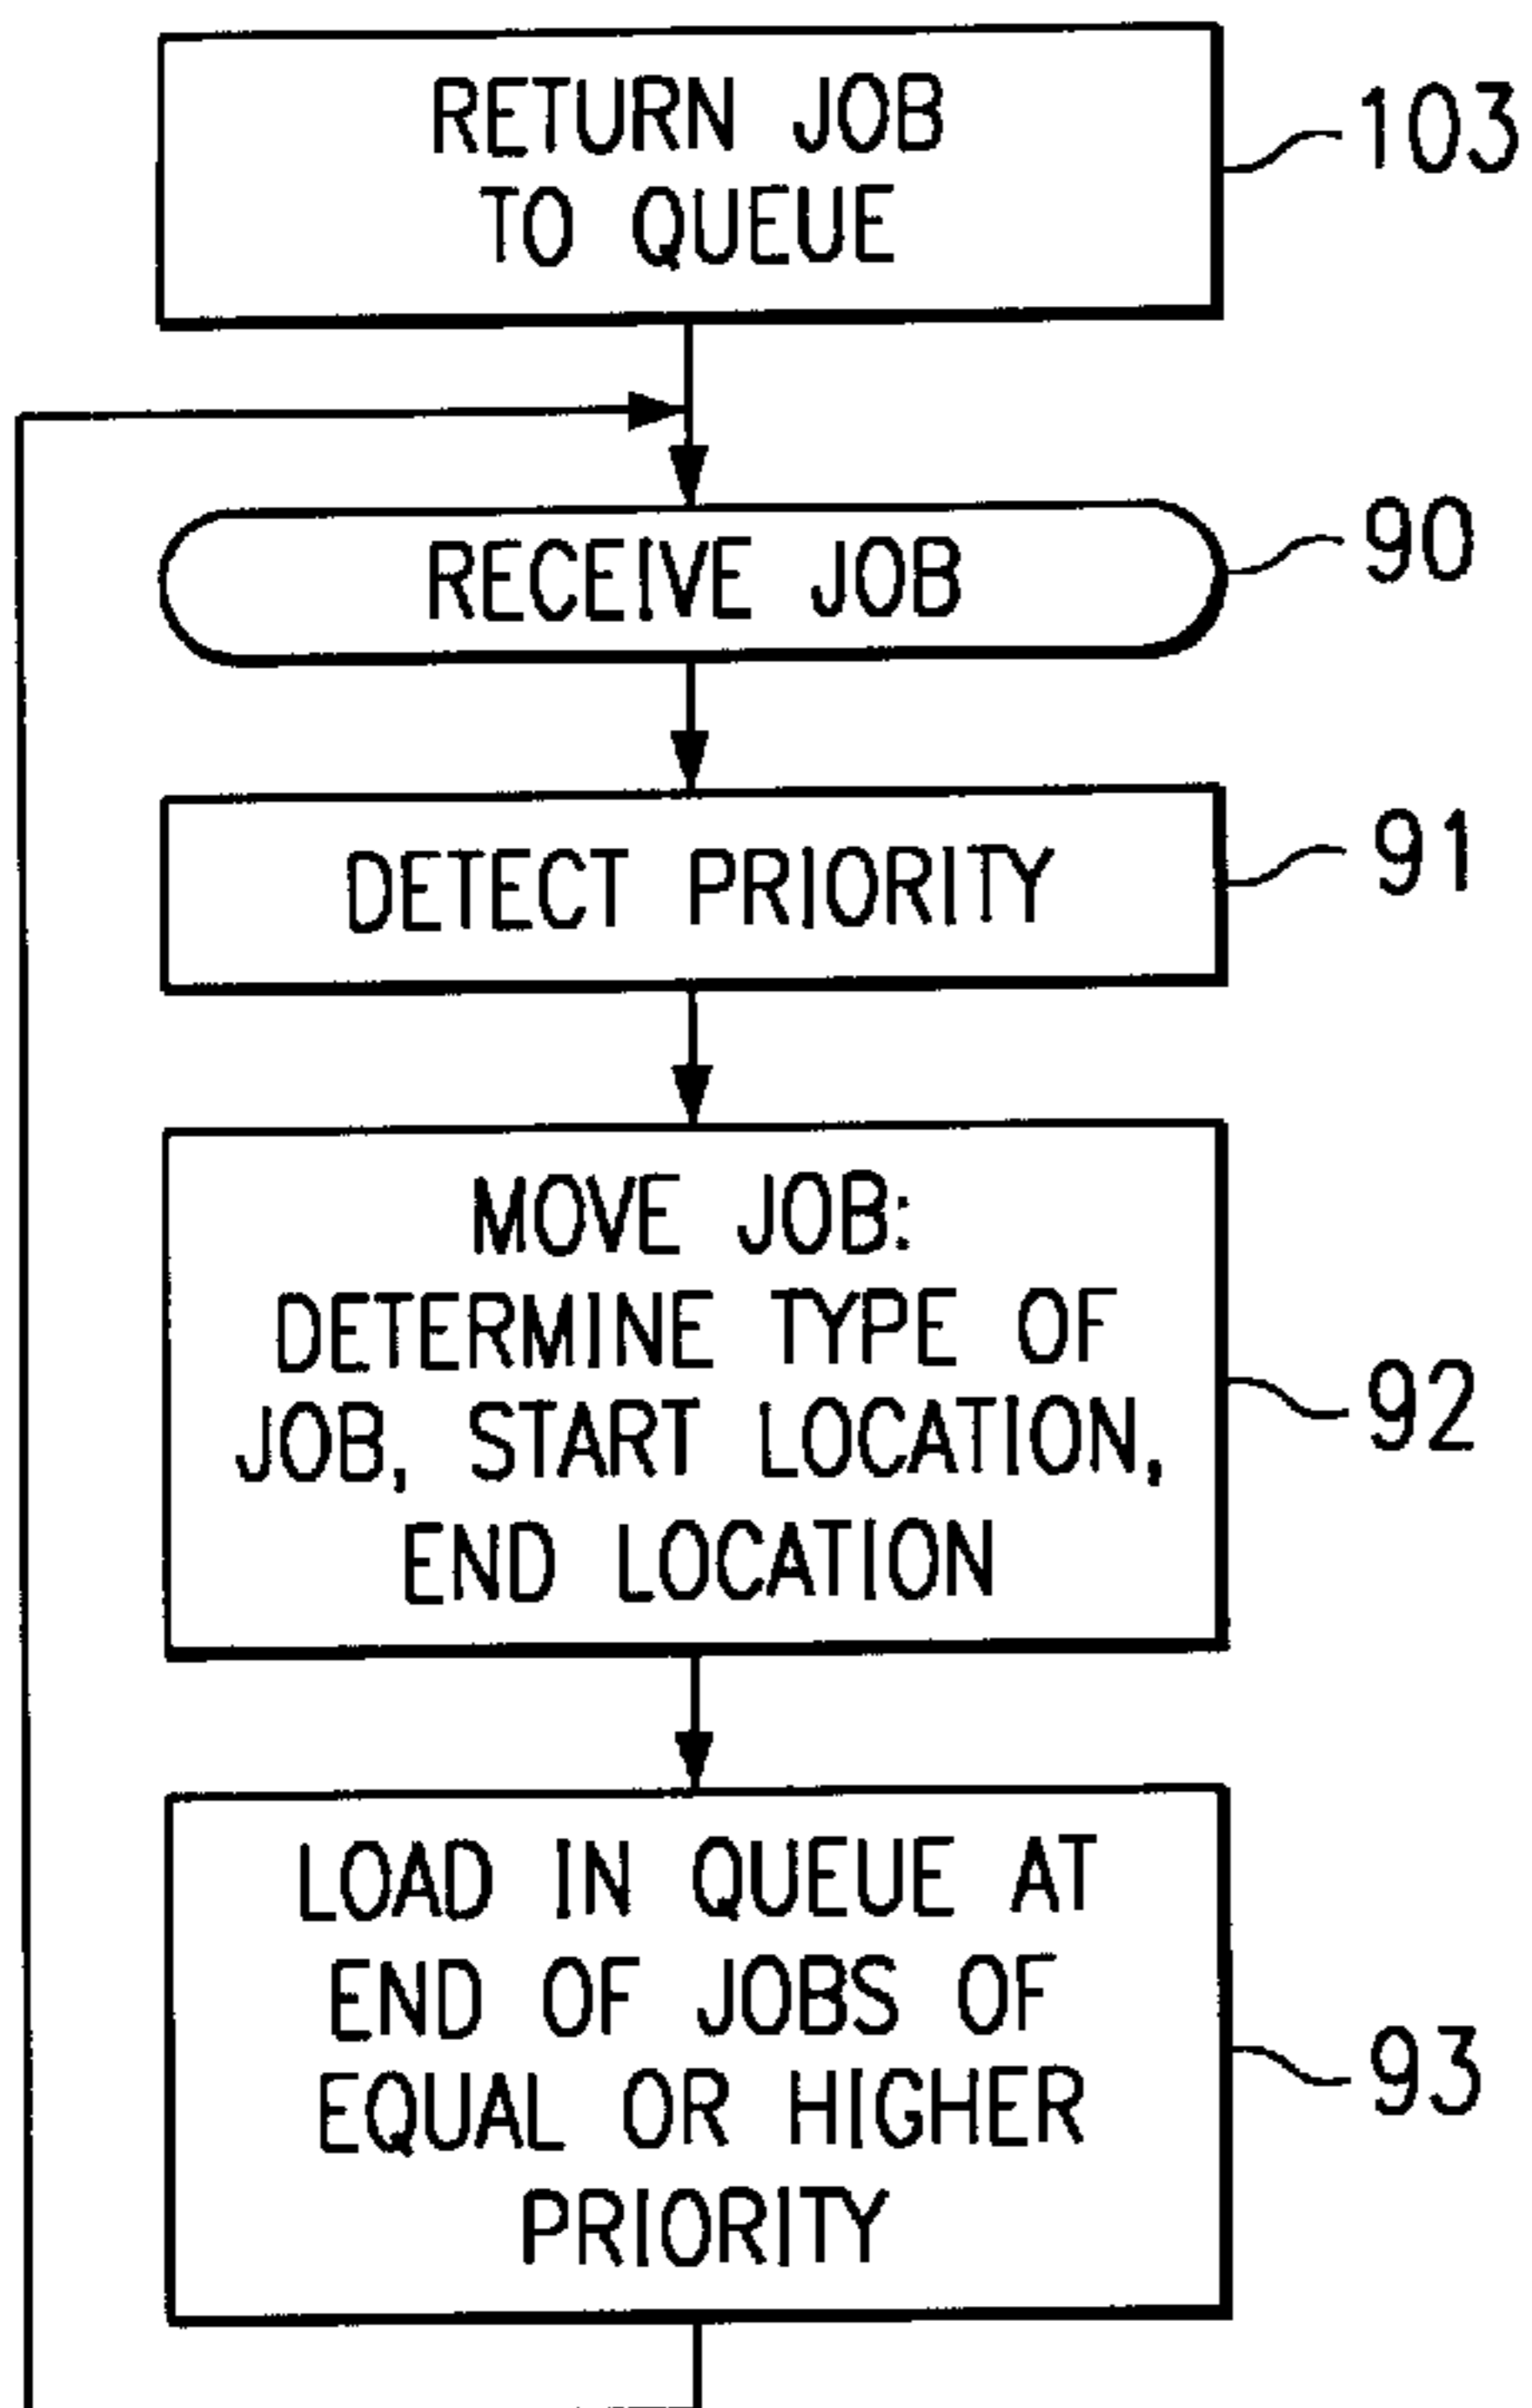 RETURN JOB
TO QUEUE
103
RECEIVE JOB
90
DETECT PRIORITY
91
MOVE JOB:
DETERMINE TYPE OF
JOB, START LOCATION,
END LOCATION
92
LOAD IN QUEUE AT
END OF JOBS OF
EQUAL OR HIGHER
PRIORITY
93